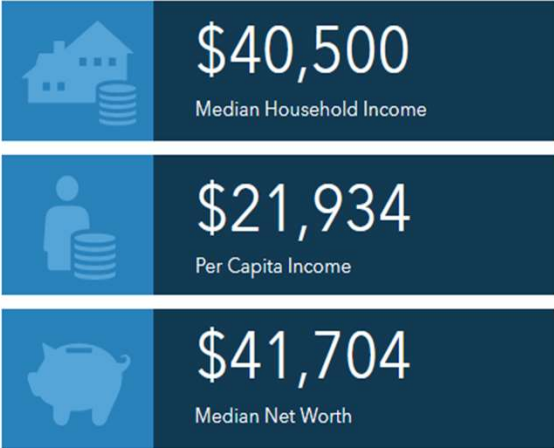 $40,500
Median Household Income
$21,934
Per Capita Income
$41,704
Median Net Worth